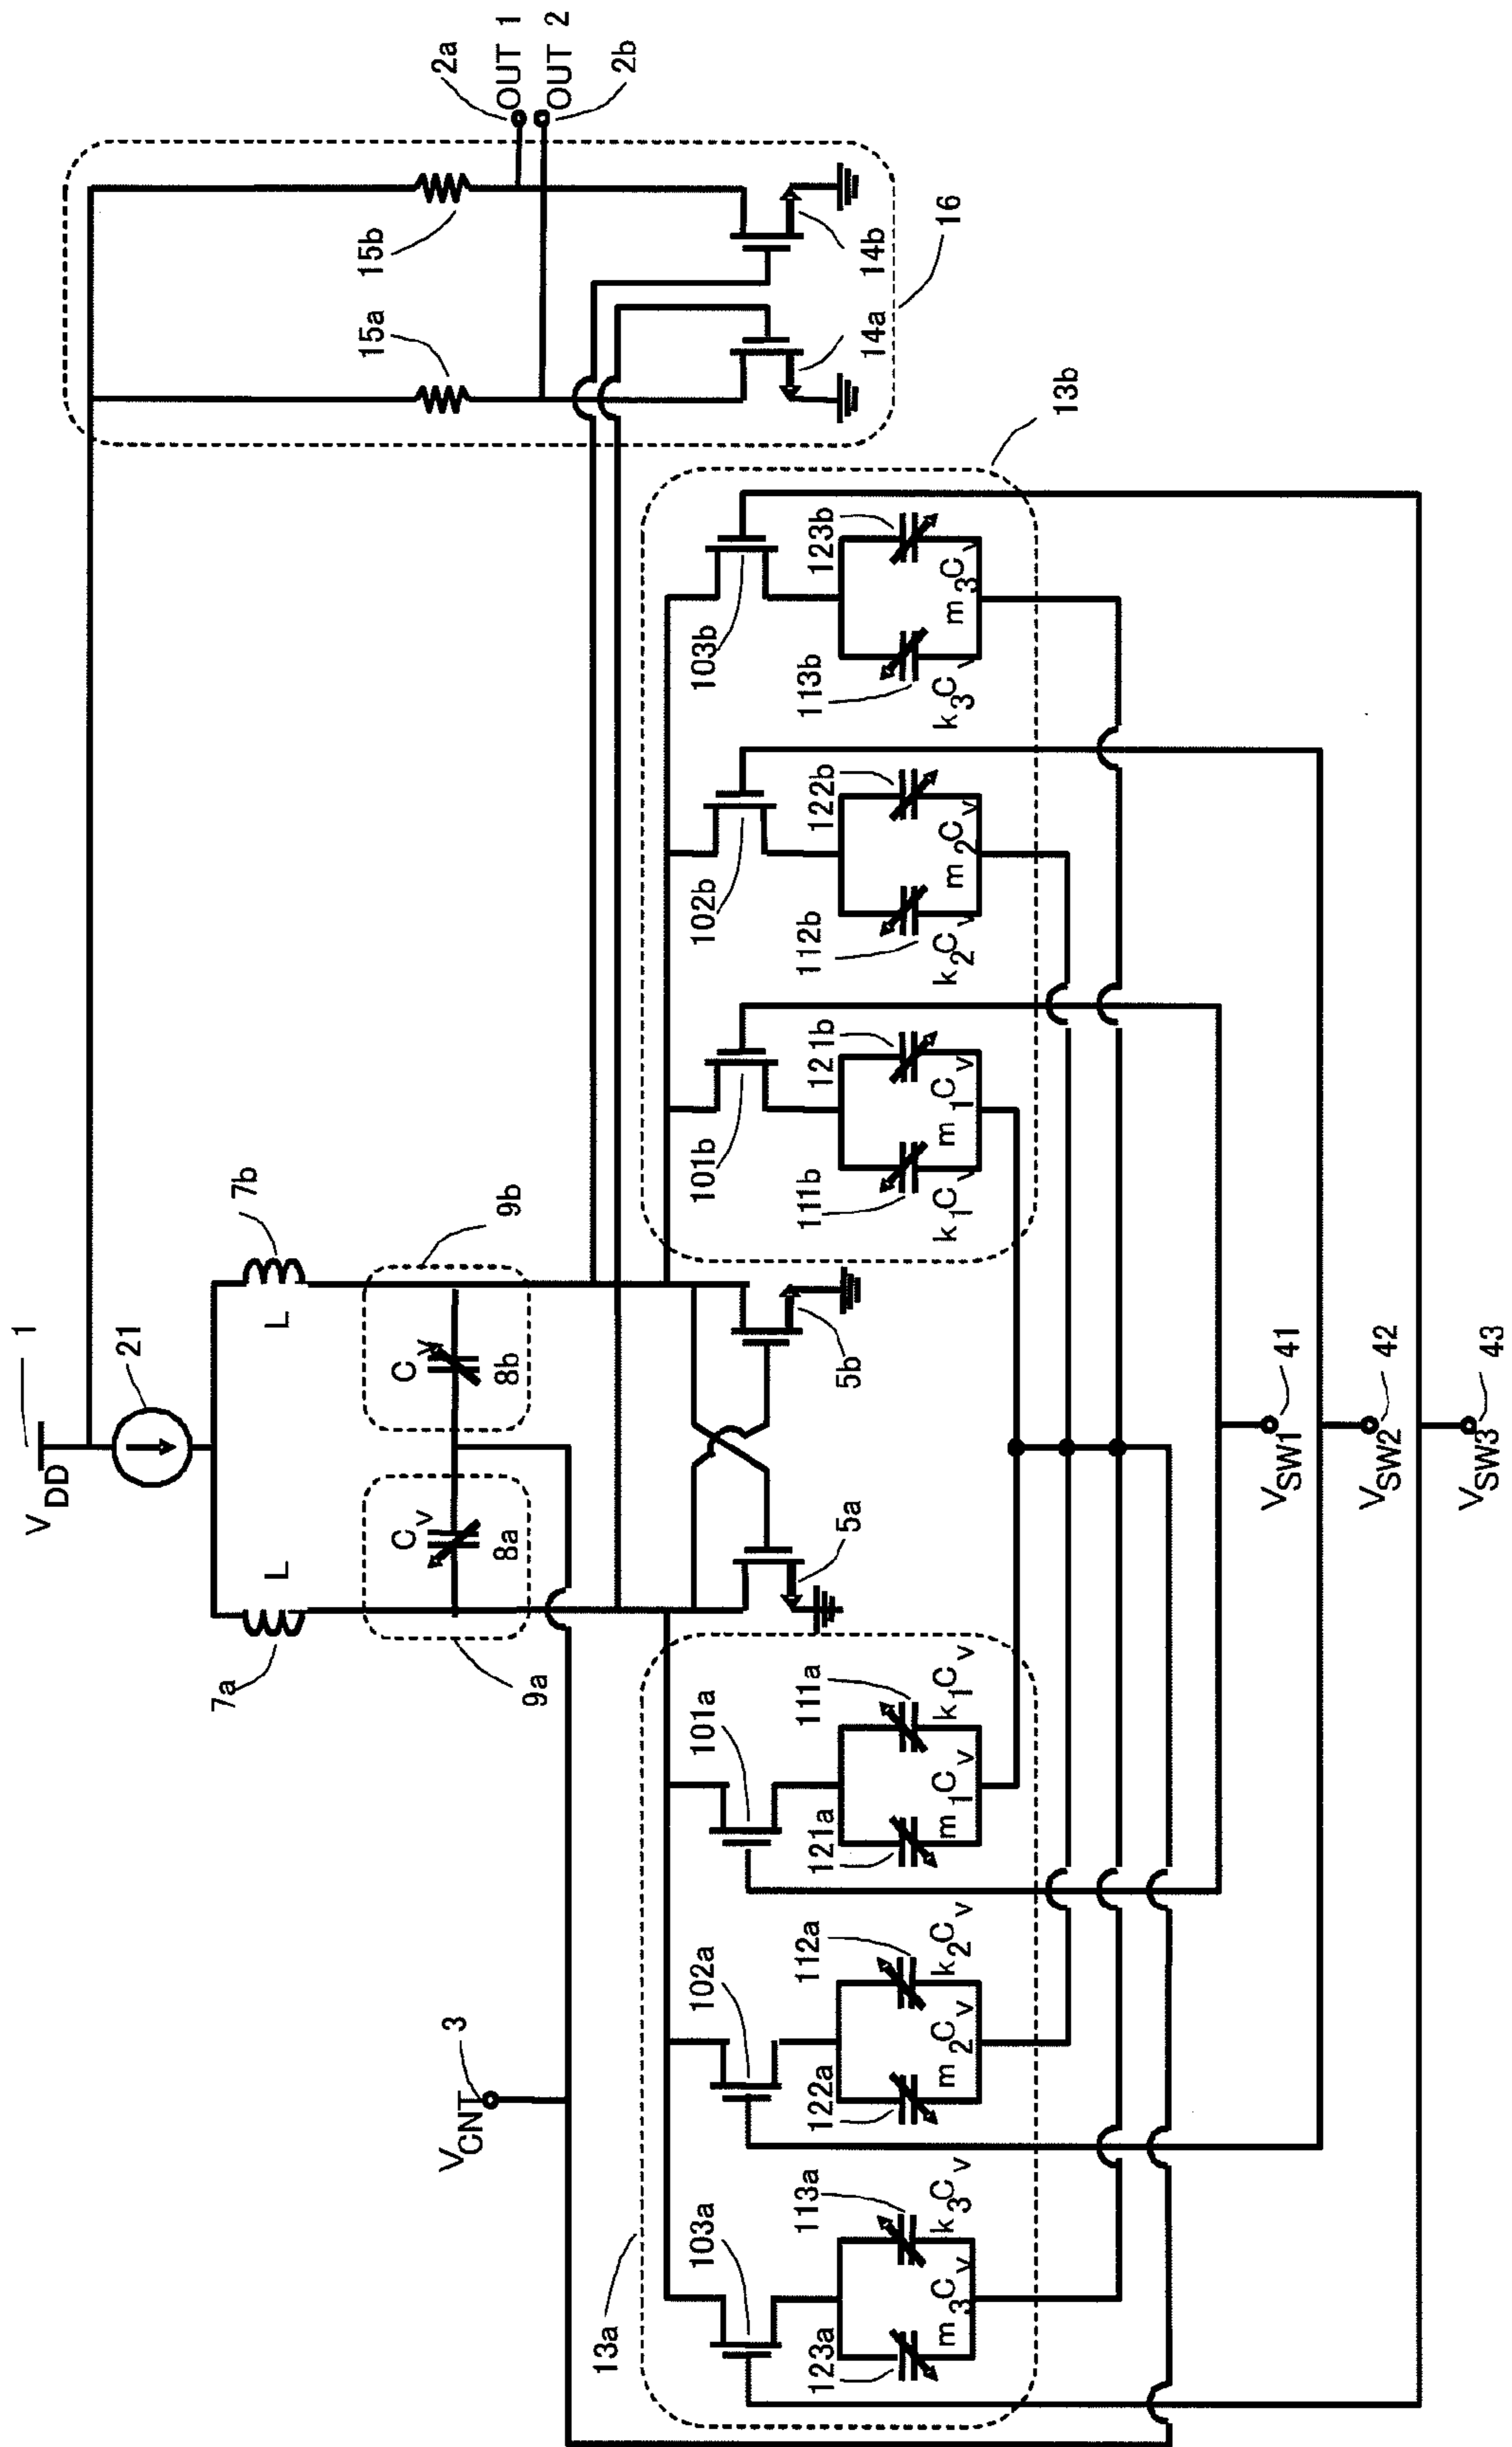 V_DD 1
21
7a
L
L
7b
9a
C_v
8a
C_v
8b
9b
V_CNT 3
5a
5b
15a
15b
2a
OUT 1
OUT 2
2b
14a
14b
16
13a
103a
123a
113a
m_3C_v
k_3C_v
102a
122a
112a
m_2C_v
k_2C_v
101a
121a
111a
m_1C_v
k_1C_v
101b
111b
121b
k_1C_v
m_1C_v
102b
112b
122b
k_2C_v
m_2C_v
103b
113b
123b
k_3C_v
m_3C_v
13b
V_SW1 41
V_SW2 42
V_SW3 43